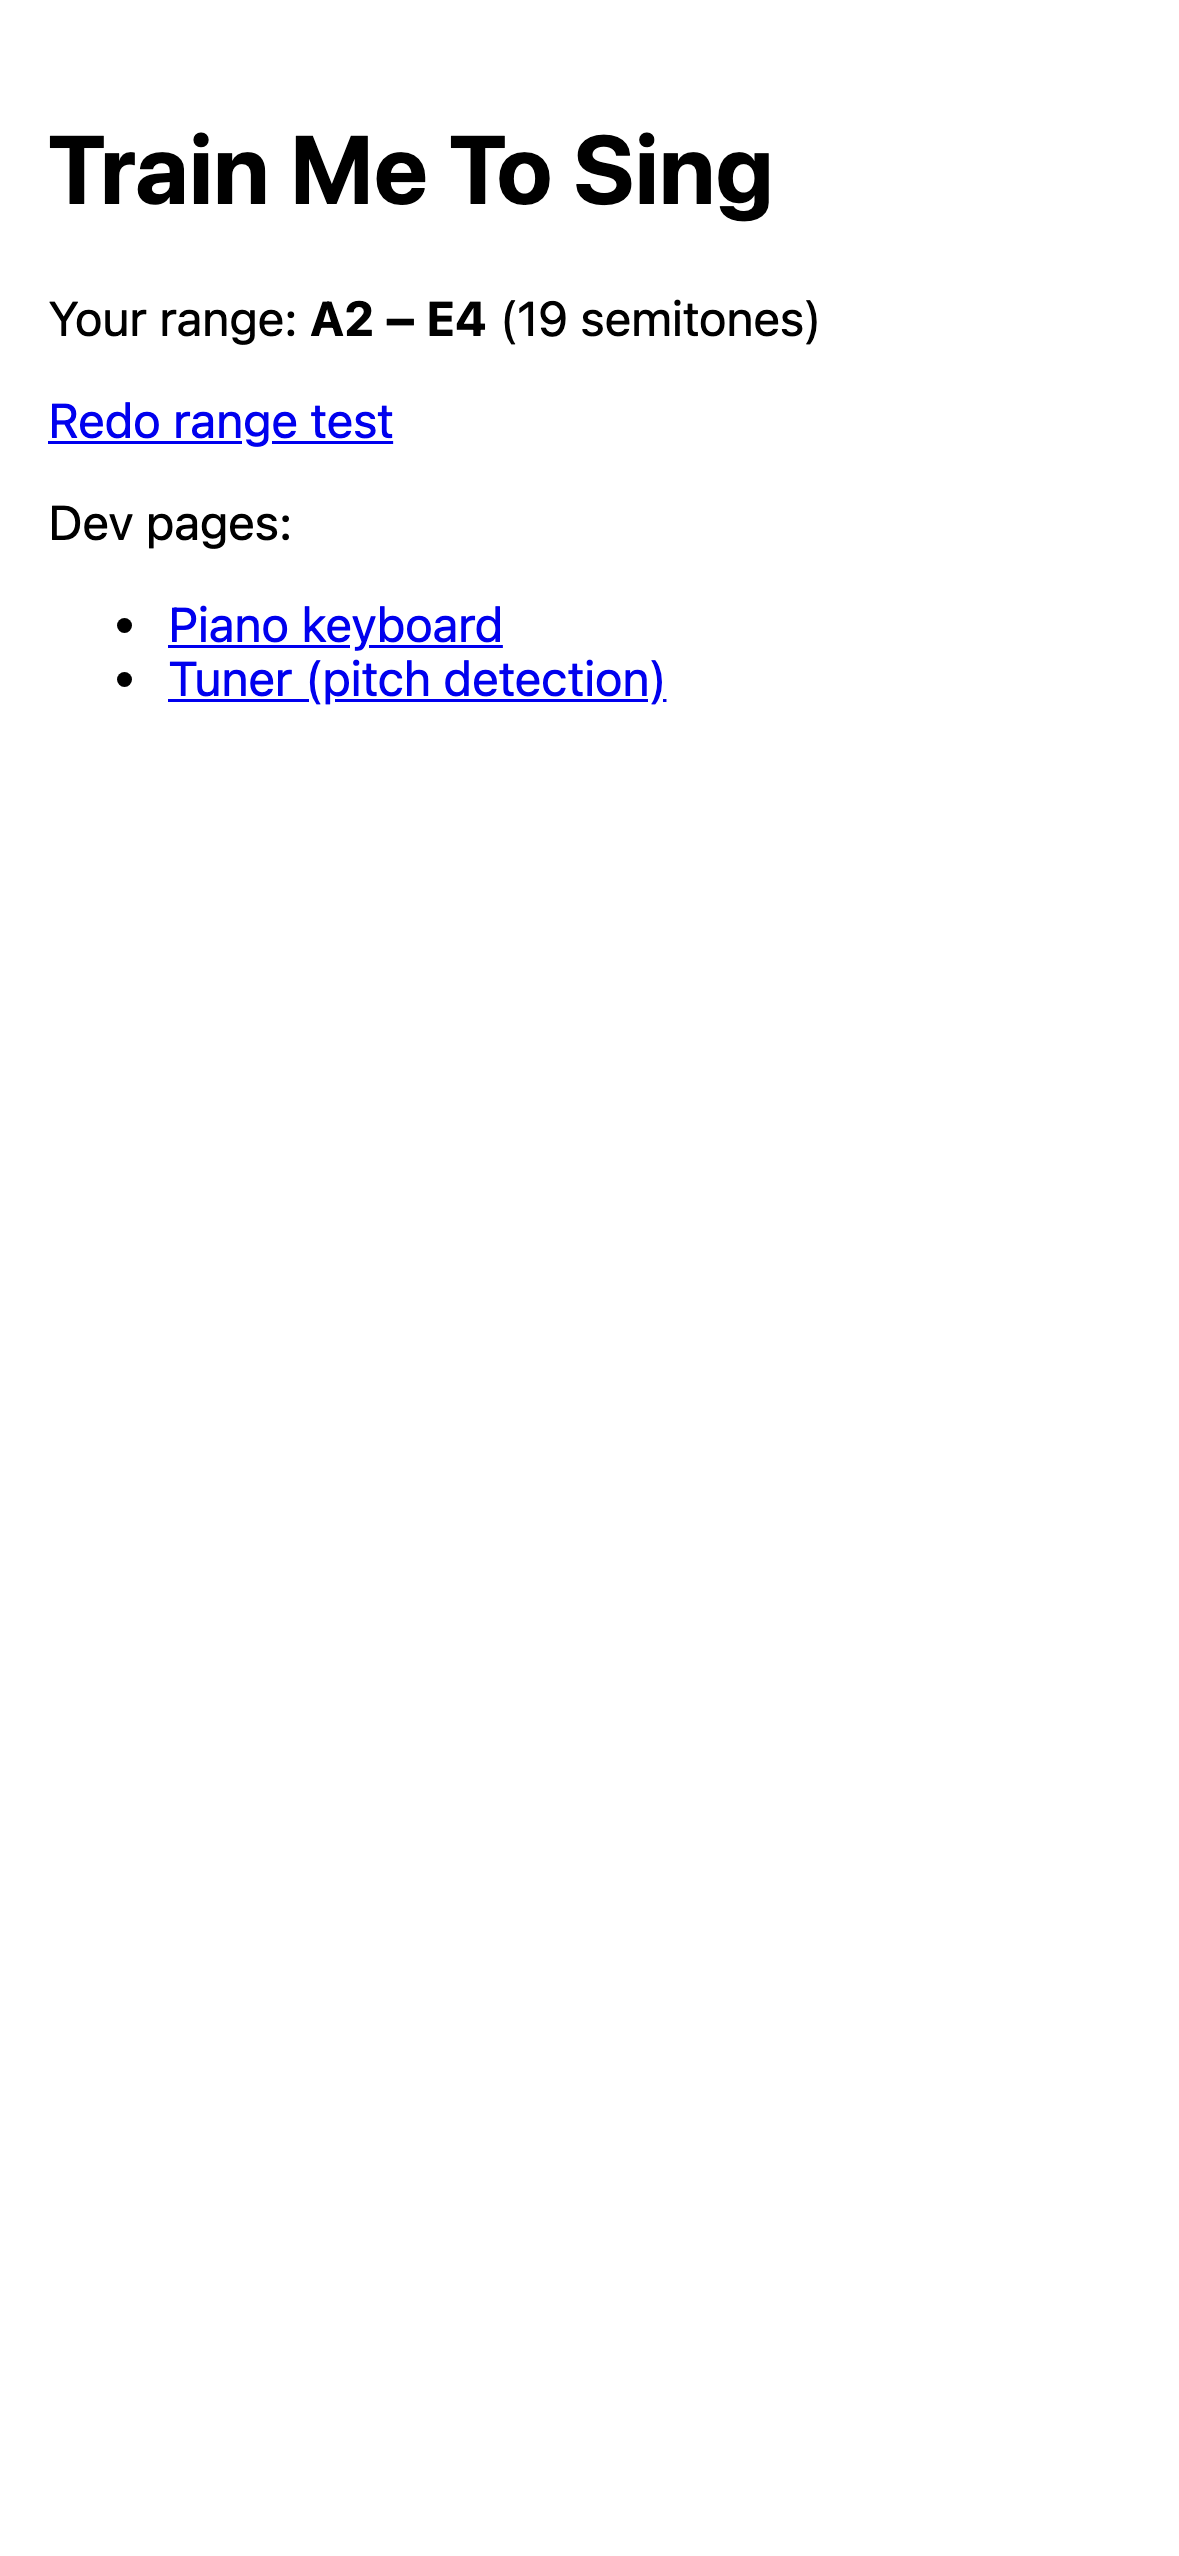 Train Me To Sing
Your range: A2 – E4 (19 semitones)
Redo range test
Dev pages:
• Piano keyboard
• Tuner (pitch detection)